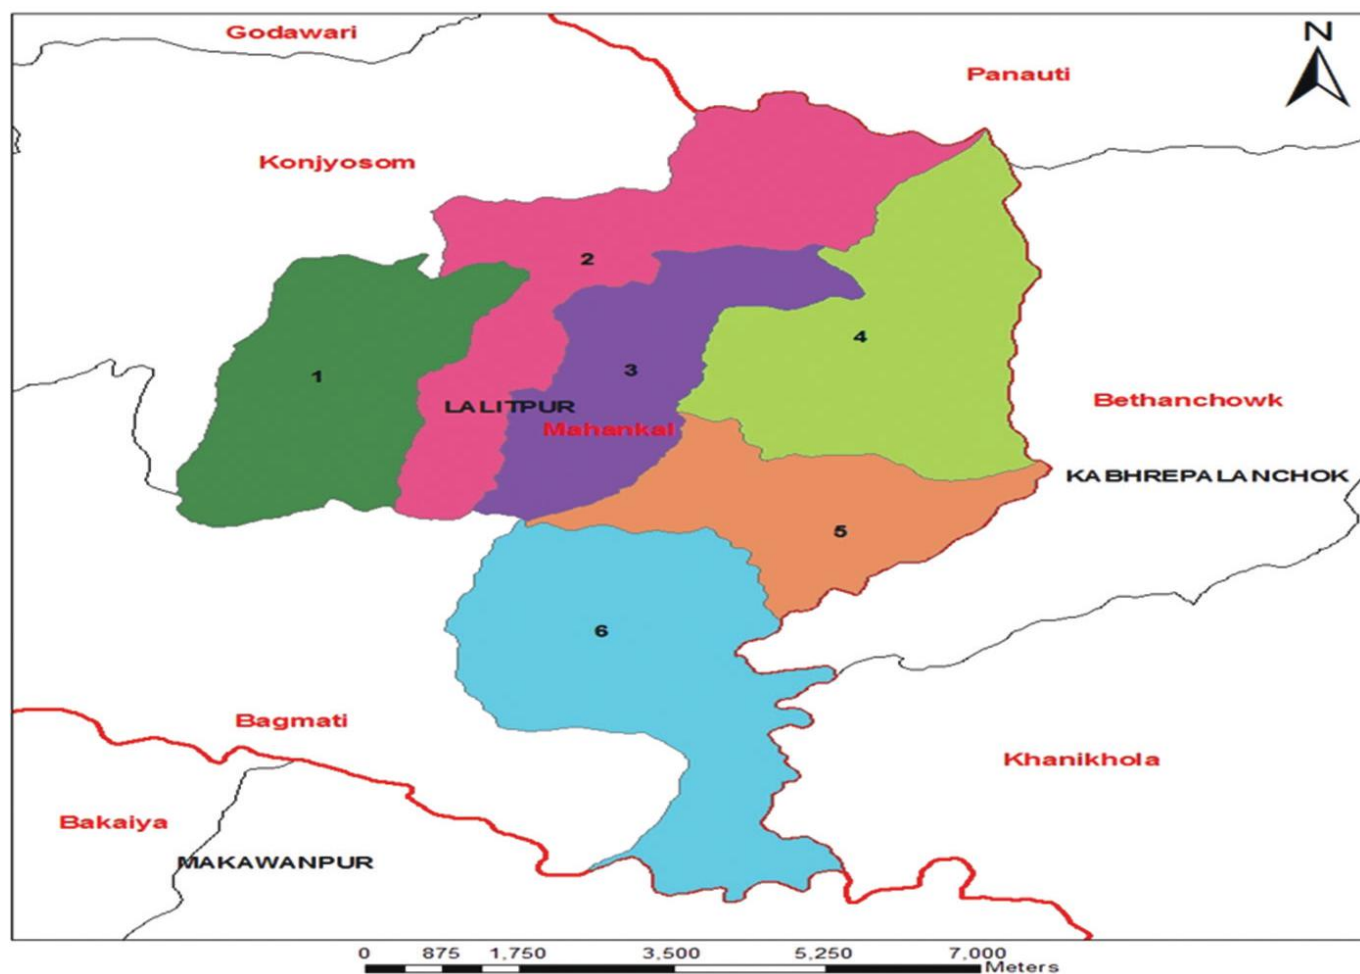 Godawari
N
Panauti
Konjyosom
2
4
3
1
Bethanchowk
LALITPUR
Mahankal
KABHREPALANCHOK
5
6
Bagmati
Khanikhola
Bakaiya
MAKAWANPUR
0 875 1,750 3,500 5,250 7,000
Meters